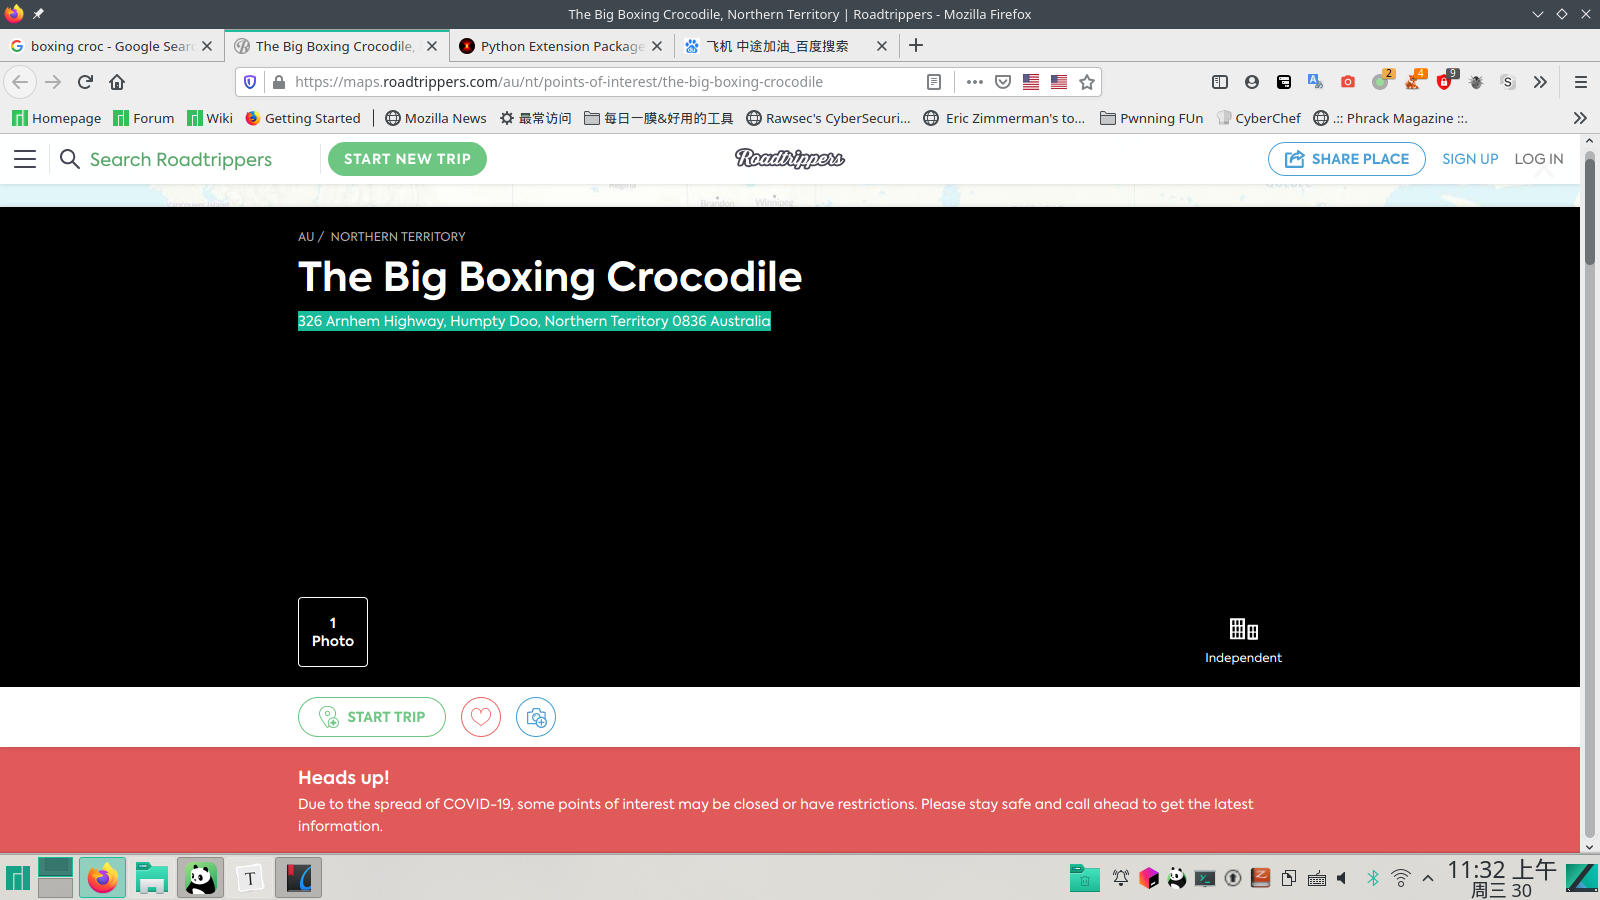 The Big Boxing Crocodile, Northern Territory | Roadtrippers - Mozilla Firefox
boxing croc - Google Sear
The Big Boxing Crocodile,
Python Extension Package
飞机 中途加油_百度搜索
https://maps.roadtrippers.com/au/nt/points-of-interest/the-big-boxing-crocodile
2
4
9
Homepage
Forum
Wiki
Getting Started
Mozilla News
最常访问
每日一膜&好用的工具
Rawsec's CyberSecuri...
Eric Zimmerman's to...
Pwnning FUn
CyberChef
.:: Phrack Magazine ::.
Search Roadtrippers
START NEW TRIP
Roadtrippers
SHARE PLACE
SIGN UP
LOG IN
Regina
Brandon
Winnipeg
AU / NORTHERN TERRITORY
The Big Boxing Crocodile
326 Arnhem Highway, Humpty Doo, Northern Territory 0836 Australia
1
Photo
Independent
START TRIP
Heads up!
Due to the spread of COVID-19, some points of interest may be closed or have restrictions. Please stay safe and call ahead to get the latest
information.
11:32 上午
周三 30